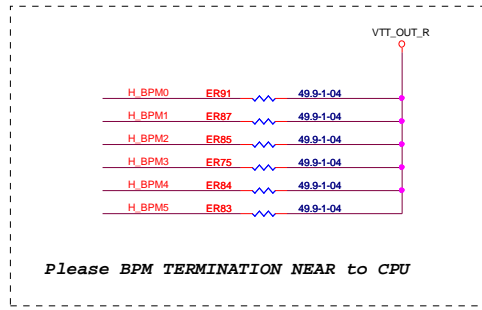 VTT_OUT_R
H_BPM0 ER91 49.9-1-04
H_BPM1 ER87 49.9-1-04
H_BPM2 ER85 49.9-1-04
H_BPM3 ER75 49.9-1-04
H_BPM4 ER84 49.9-1-04
H_BPM5 ER83 49.9-1-04
Please BPM TERMINATION NEAR to CPU